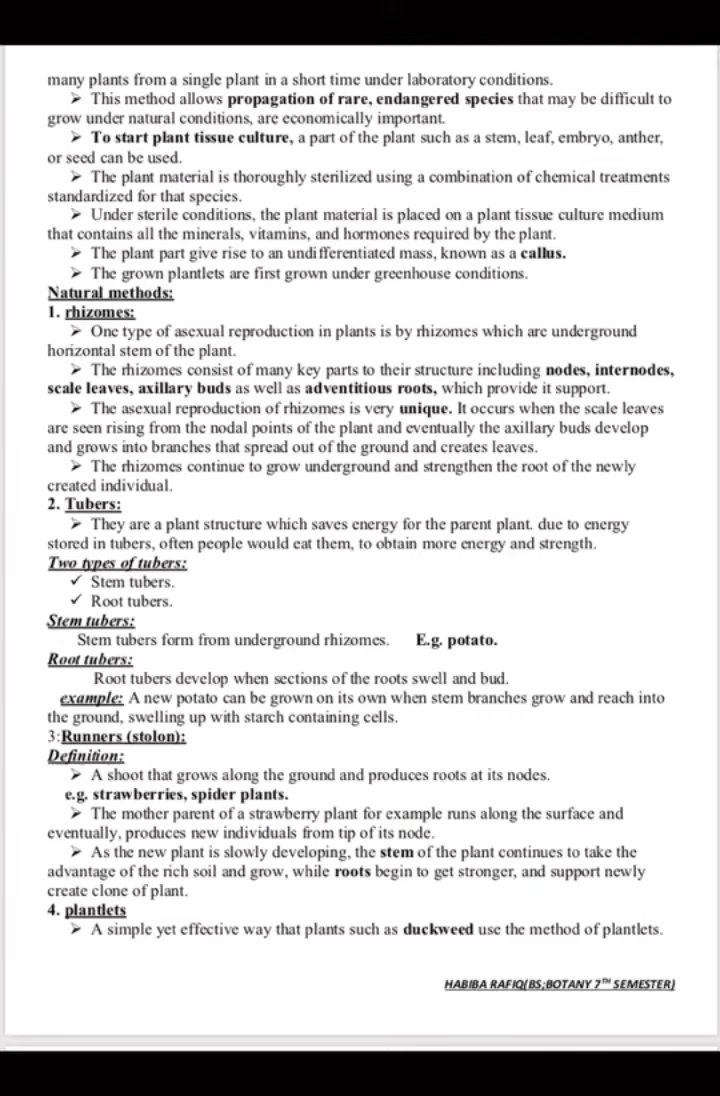 many plants from a single plant in a short time under laboratory conditions.
➢ This method allows propagation of rare, endangered species that may be difficult to
grow under natural conditions, are economically important.
➢ To start plant tissue culture, a part of the plant such as a stem, leaf, embryo, anther,
or seed can be used.
➢ The plant material is thoroughly sterilized using a combination of chemical treatments
standardized for that species.
➢ Under sterile conditions, the plant material is placed on a plant tissue culture medium
that contains all the minerals, vitamins, and hormones required by the plant.
➢ The plant part give rise to an undifferentiated mass, known as a callus.
➢ The grown plantlets are first grown under greenhouse conditions.
Natural methods:
1. rhizomes:
➢ One type of asexual reproduction in plants is by rhizomes which are underground
horizontal stem of the plant.
➢ The rhizomes consist of many key parts to their structure including nodes, internodes,
scale leaves, axillary buds as well as adventitious roots, which provide it support.
➢ The asexual reproduction of rhizomes is very unique. It occurs when the scale leaves
are seen rising from the nodal points of the plant and eventually the axillary buds develop
and grows into branches that spread out of the ground and creates leaves.
➢ The rhizomes continue to grow underground and strengthen the root of the newly
created individual.
2. Tubers:
➢ They are a plant structure which saves energy for the parent plant. due to energy
stored in tubers, often people would eat them, to obtain more energy and strength.
Two types of tubers:
✓ Stem tubers.
✓ Root tubers.
Stem tubers:
Stem tubers form from underground rhizomes. E.g. potato.
Root tubers:
Root tubers develop when sections of the roots swell and bud.
example: A new potato can be grown on its own when stem branches grow and reach into
the ground, swelling up with starch containing cells.
3:Runners (stolon):
Definition:
➢ A shoot that grows along the ground and produces roots at its nodes.
e.g. strawberries, spider plants.
➢ The mother parent of a strawberry plant for example runs along the surface and
eventually, produces new individuals from tip of its node.
➢ As the new plant is slowly developing, the stem of the plant continues to take the
advantage of the rich soil and grow, while roots begin to get stronger, and support newly
create clone of plant.
4. plantlets
➢ A simple yet effective way that plants such as duckweed use the method of plantlets.
HABIBA RAFIQ(BS;BOTANY 7TH SEMESTER)